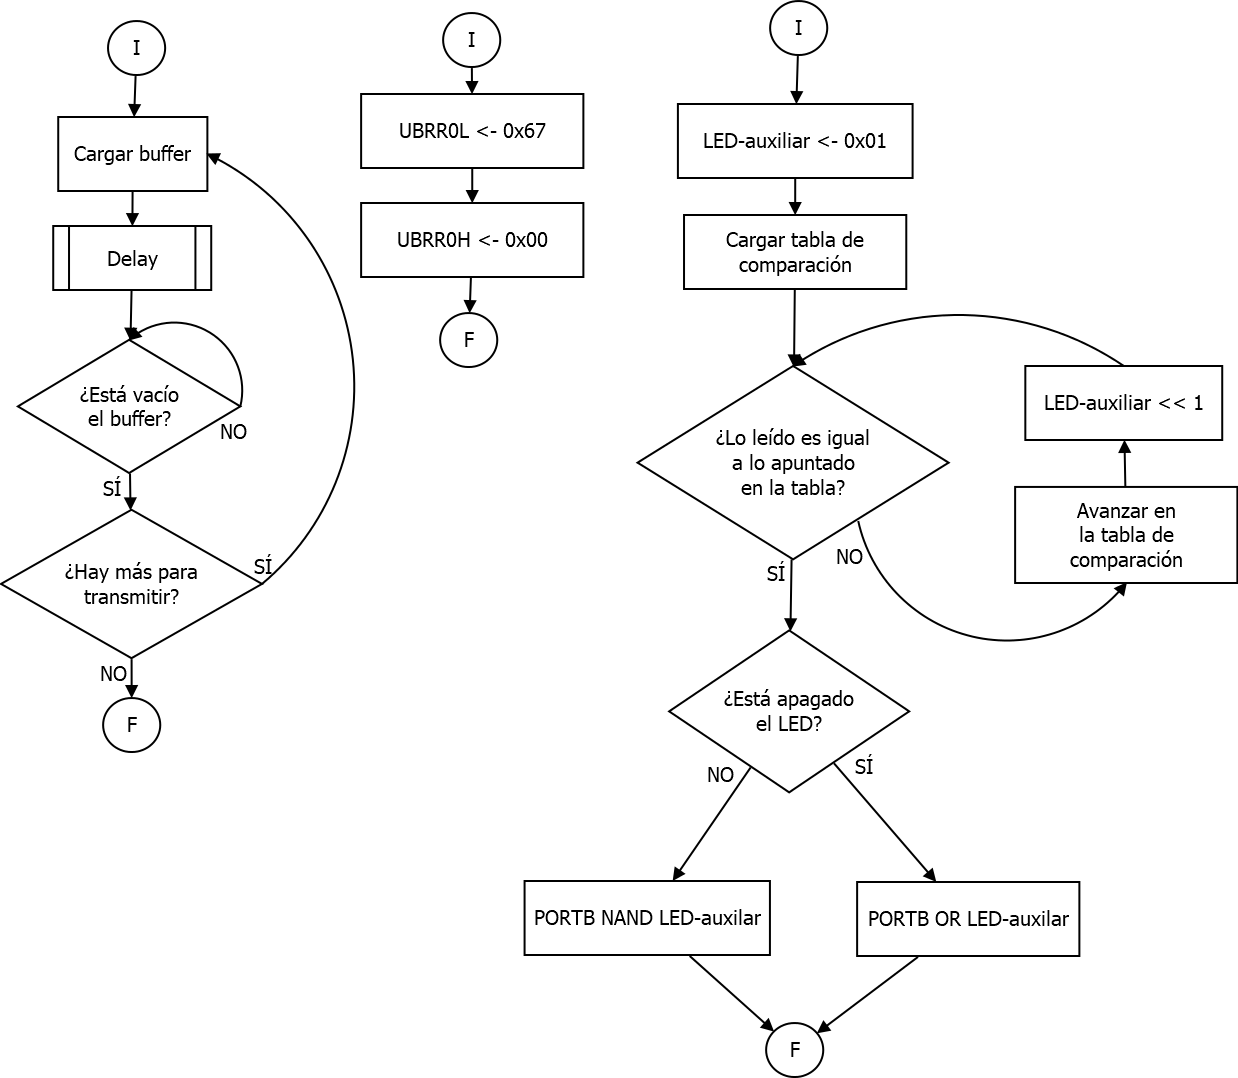 I
Cargar buffer
Delay
¿Está vacío
el buffer?
NO
SÍ
¿Hay más para
transmitir?
SÍ
NO
F
I
UBRR0L <- 0x67
UBRR0H <- 0x00
F
I
LED-auxiliar <- 0x01
Cargar tabla de
comparación
¿Lo leído es igual
a lo apuntado
en la tabla?
NO
SÍ
Avanzar en
la tabla de
comparación
LED-auxiliar << 1
¿Está apagado
el LED?
NO
SÍ
PORTB NAND LED-auxilar
PORTB OR LED-auxilar
F